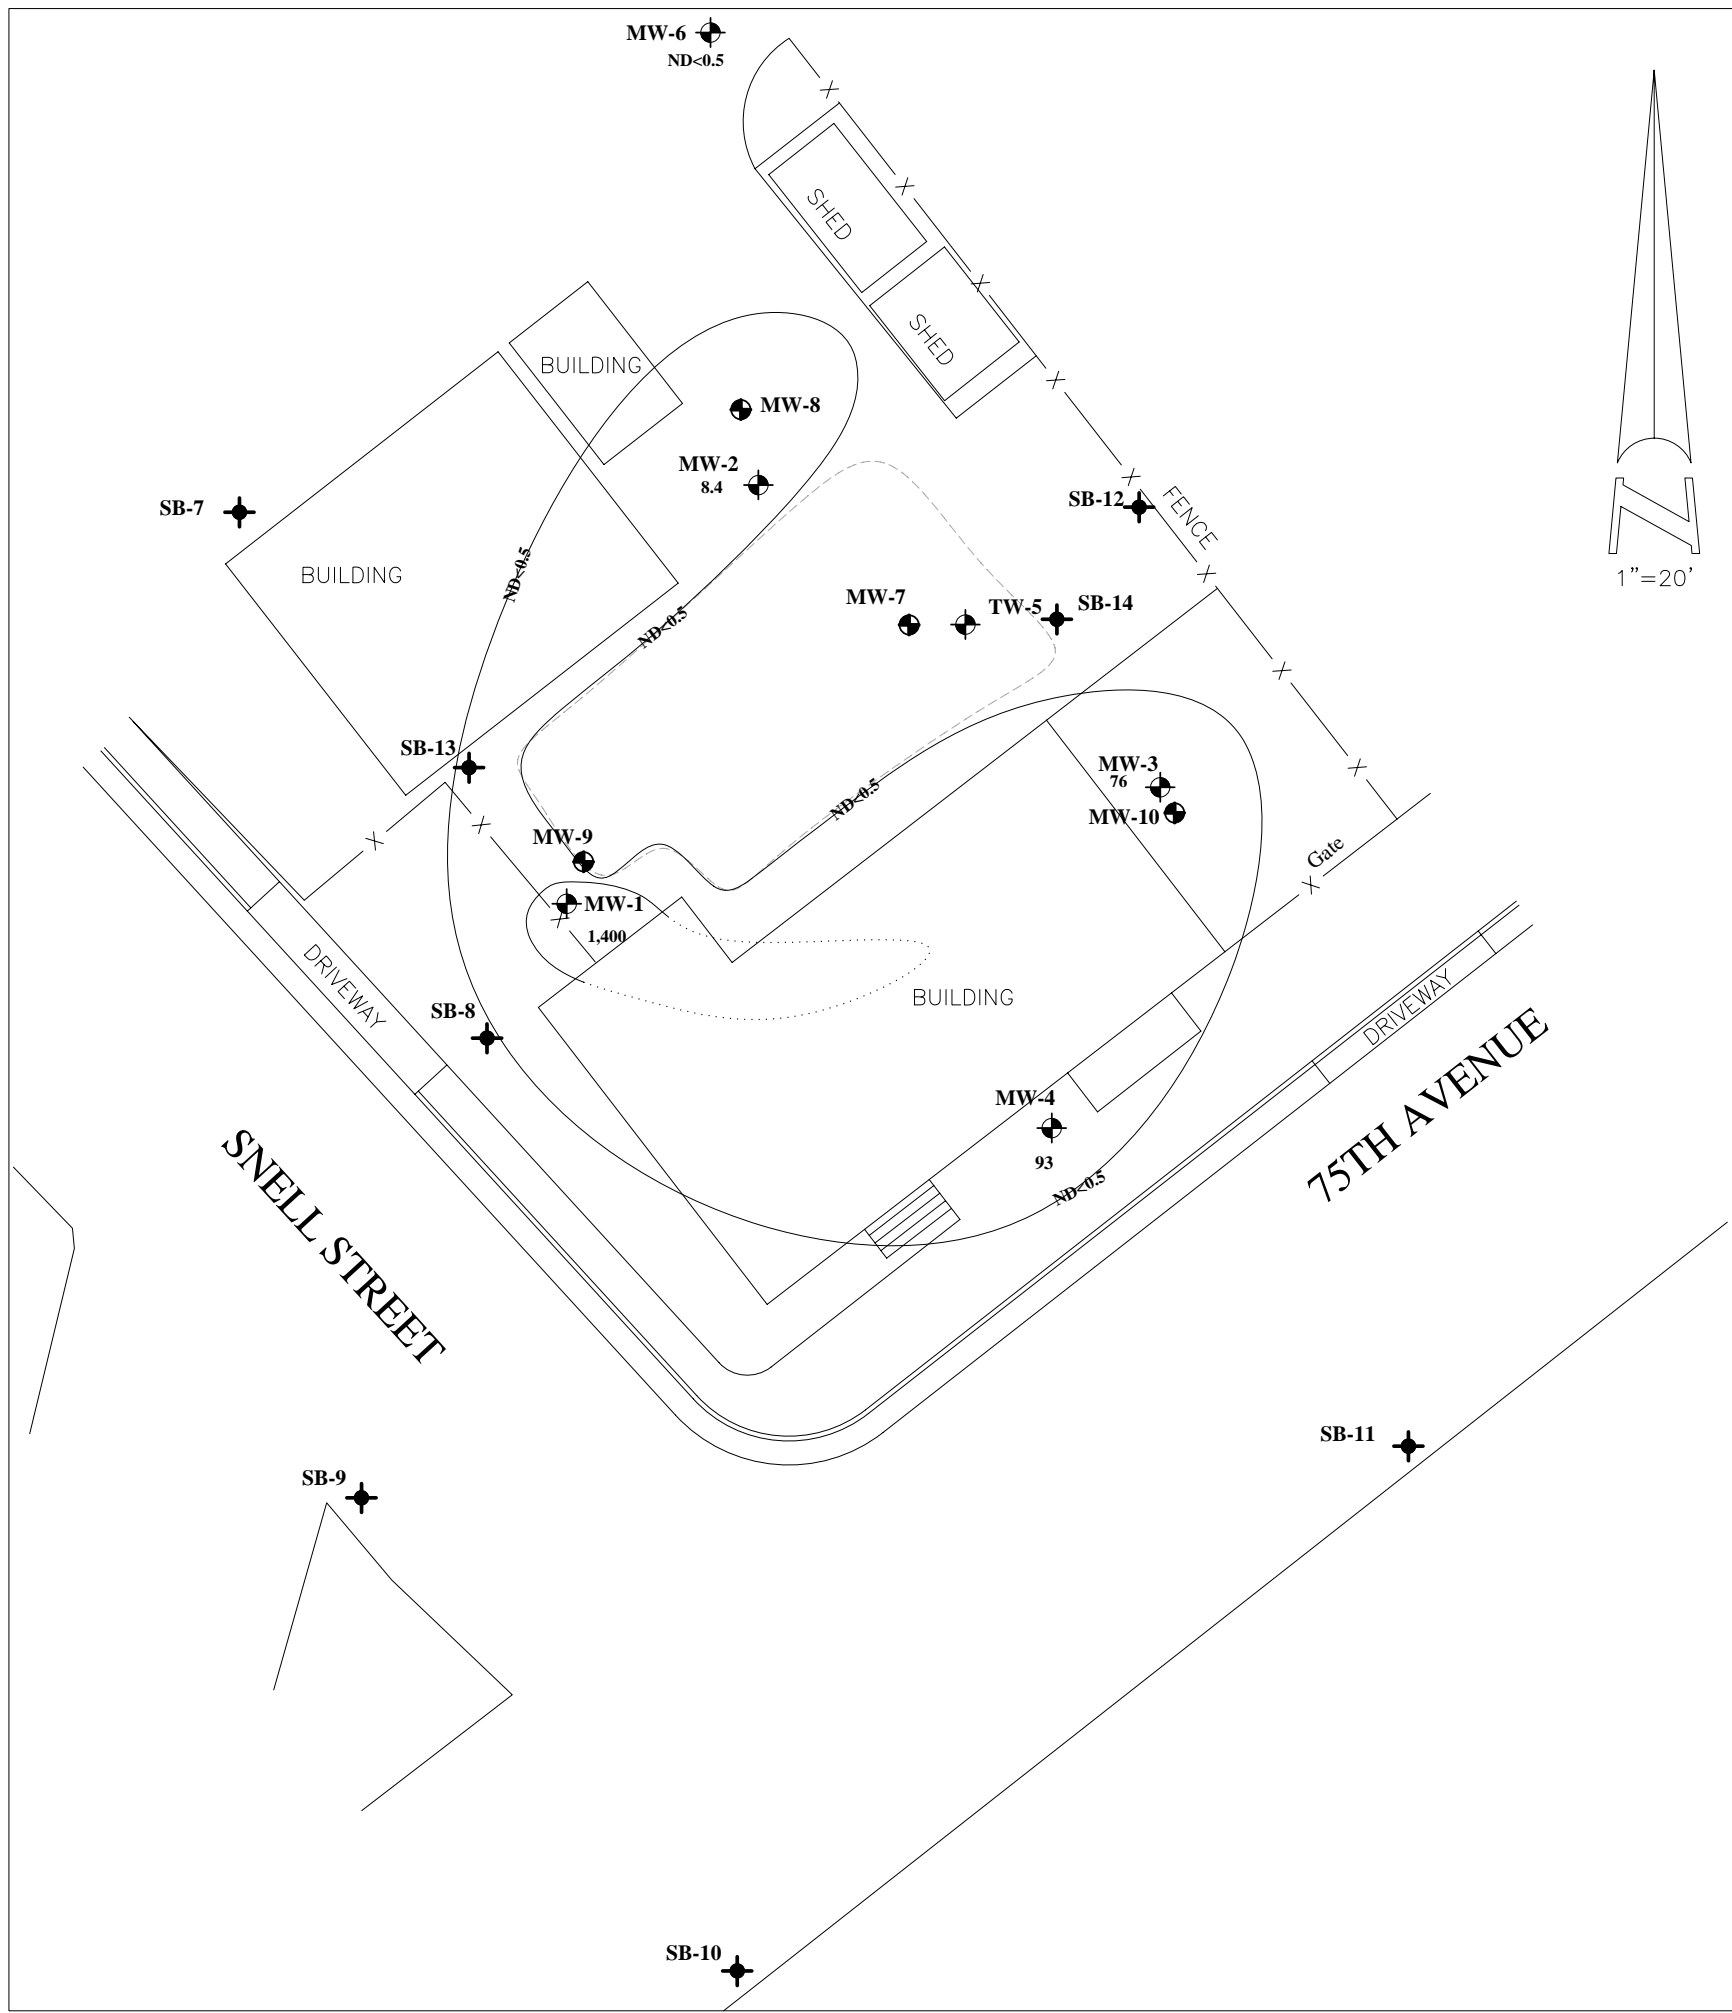 MW-6
ND<0.5
SHED
SHED
BUILDING
MW-8
MW-2
8.4
SB-7
SB-12
FENCE
1"=20'
BUILDING
ND<0.5
MW-7
TW-5
SB-14
ND<0.5
SB-13
MW-3
76
MW-10
ND<0.5
MW-9
Gate
MW-1
1,400
DRIVEWAY
BUILDING
SB-8
DRIVEWAY
MW-4
93
ND<0.5
75TH AVENUE
SNELL STREET
SB-11
SB-9
SB-10
N